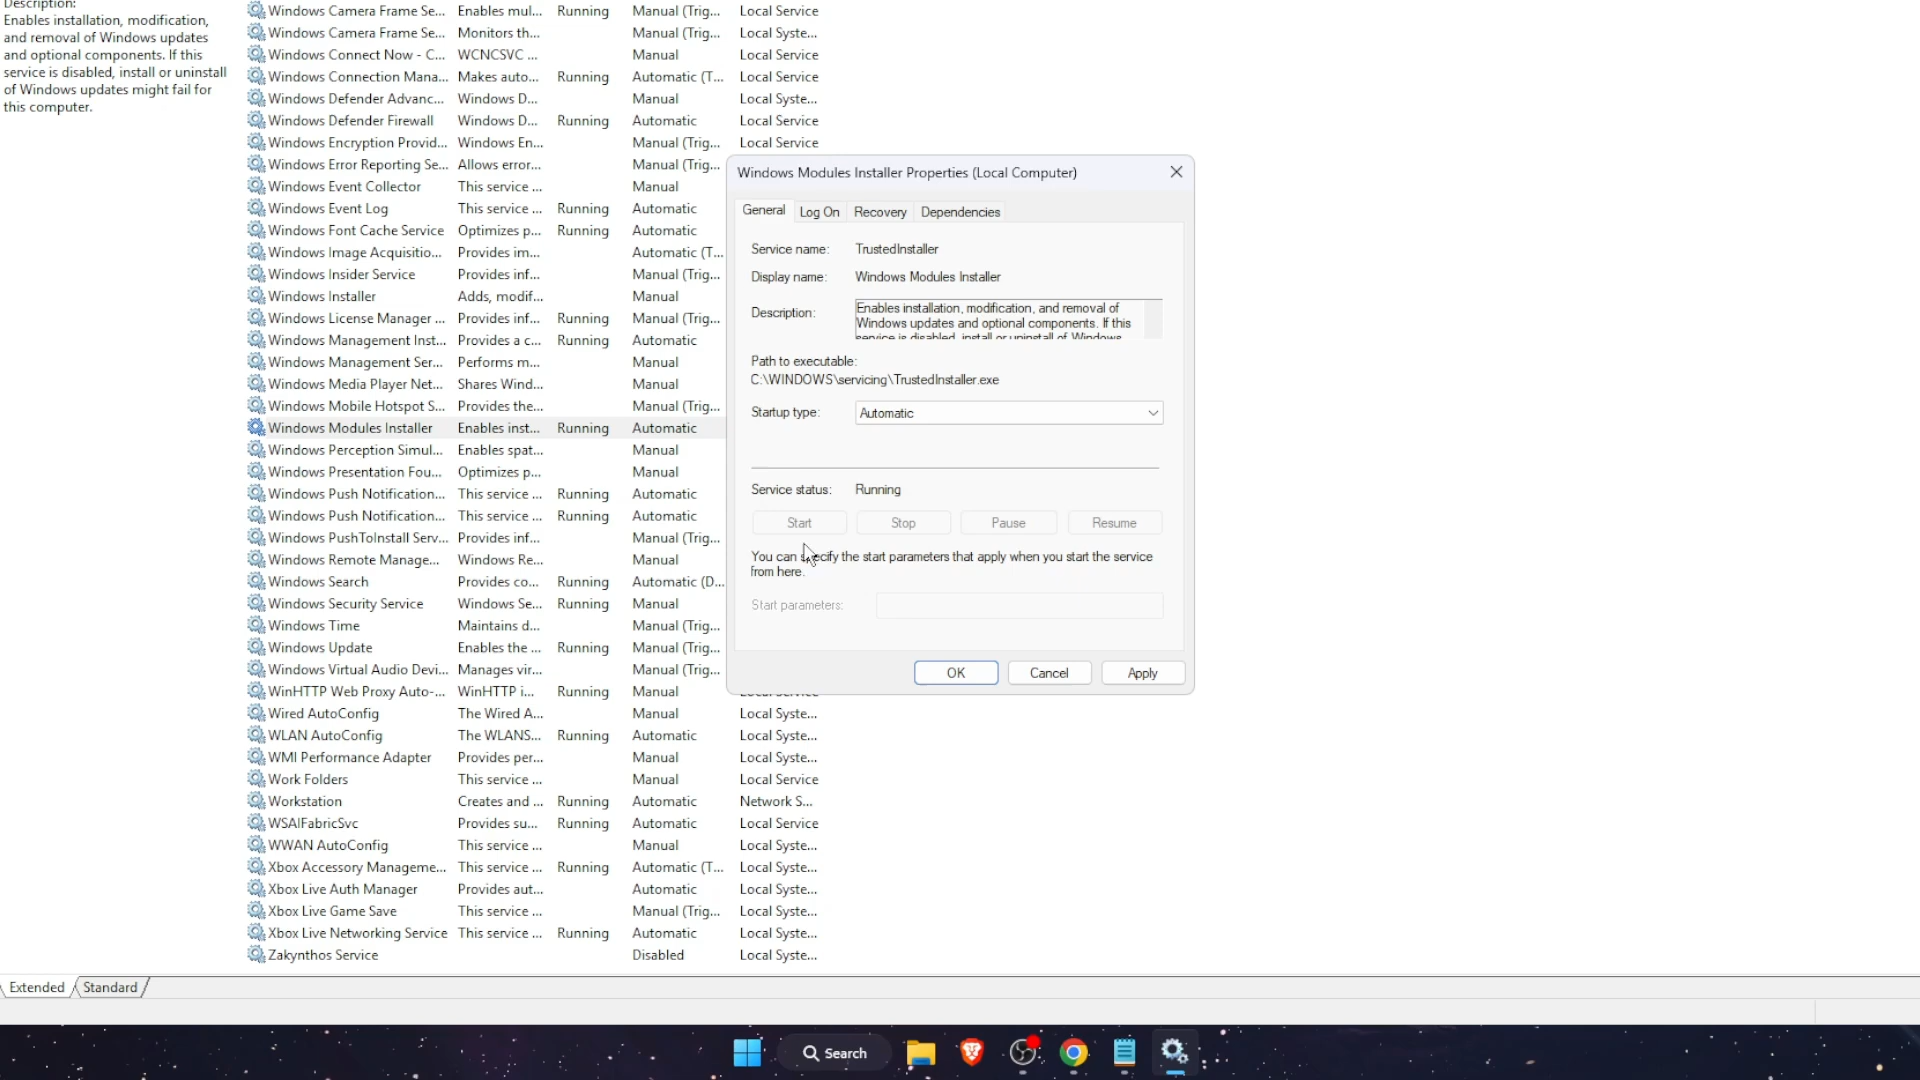 Description:
Enables installation, modification,
and removal of Windows updates
and optional components. If this
service is disabled, install or uninstall
of Windows updates might fail for
this computer.
Windows Camera Frame Se... Enables mul... Running Manual (Trig... Local Service
Windows Camera Frame Se... Monitors th... Manual (Trig... Local Syste...
Windows Connect Now - C... WCNCSVC ... Manual Local Service
Windows Connection Mana... Makes auto... Running Automatic (T... Local Service
Windows Defender Advanc... Windows D... Manual Local Syste...
Windows Defender Firewall Windows D... Running Automatic Local Service
Windows Encryption Provid... Windows En... Manual (Trig... Local Service
Windows Error Reporting Se... Allows error... Manual (Trig...
Windows Event Collector This service ... Manual
Windows Event Log This service ... Running Automatic
Windows Font Cache Service Optimizes p... Running Automatic
Windows Image Acquisitio... Provides im... Automatic (T...
Windows Insider Service Provides inf... Manual (Trig...
Windows Installer Adds, modif... Manual
Windows License Manager ... Provides inf... Running Manual (Trig...
Windows Management Inst... Provides a c... Running Automatic
Windows Management Ser... Performs m... Manual
Windows Media Player Net... Shares Wind... Manual
Windows Mobile Hotspot S... Provides the... Manual (Trig...
Windows Modules Installer Enables inst... Running Automatic
Windows Perception Simul... Enables spat... Manual
Windows Presentation Fou... Optimizes p... Manual
Windows Push Notification... This service ... Running Automatic
Windows Push Notification... This service ... Running Automatic
Windows PushToInstall Serv... Provides inf... Manual (Trig...
Windows Remote Manage... Windows Re... Manual
Windows Search Provides co... Running Automatic (D...
Windows Security Service Windows Se... Running Manual
Windows Time Maintains d... Manual (Trig...
Windows Update Enables the ... Running Manual (Trig...
Windows Virtual Audio Devi... Manages vir... Manual (Trig...
WinHTTP Web Proxy Auto-... WinHTTP i... Running Manual Local Service
Wired AutoConfig The Wired A... Manual Local Syste...
WLAN AutoConfig The WLANS... Running Automatic Local Syste...
WMI Performance Adapter Provides per... Manual Local Syste...
Work Folders This service ... Manual Local Service
Workstation Creates and ... Running Automatic Network S...
WSAIFabricSvc Provides su... Running Automatic Local Service
WWAN AutoConfig This service ... Manual Local Syste...
Xbox Accessory Manageme... This service ... Running Automatic (T... Local Syste...
Xbox Live Auth Manager Provides aut... Automatic Local Syste...
Xbox Live Game Save This service ... Manual (Trig... Local Syste...
Xbox Live Networking Service This service ... Running Automatic Local Syste...
Zakynthos Service Disabled Local Syste...
Windows Modules Installer Properties (Local Computer)
General Log On Recovery Dependencies
Service name: TrustedInstaller
Display name: Windows Modules Installer
Description: Enables installation, modification, and removal of
Windows updates and optional components. If this
service is disabled, install or uninstall of Windows
Path to executable:
C:\WINDOWS\servicing\TrustedInstaller.exe
Startup type: Automatic
Service status: Running
Start Stop Pause Resume
You can specify the start parameters that apply when you start the service
from here.
Start parameters:
OK Cancel Apply
Extended Standard
Search